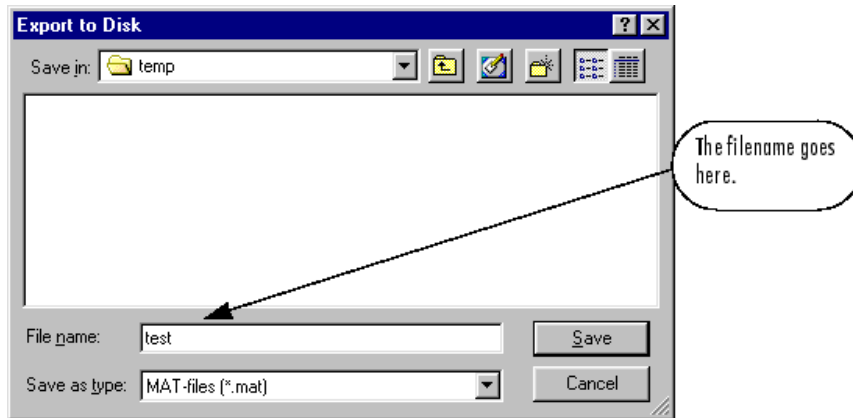 Export to Disk
Save in: temp
The filename goes
here.
File name: test Save
Save as type: MAT-files (*.mat) Cancel